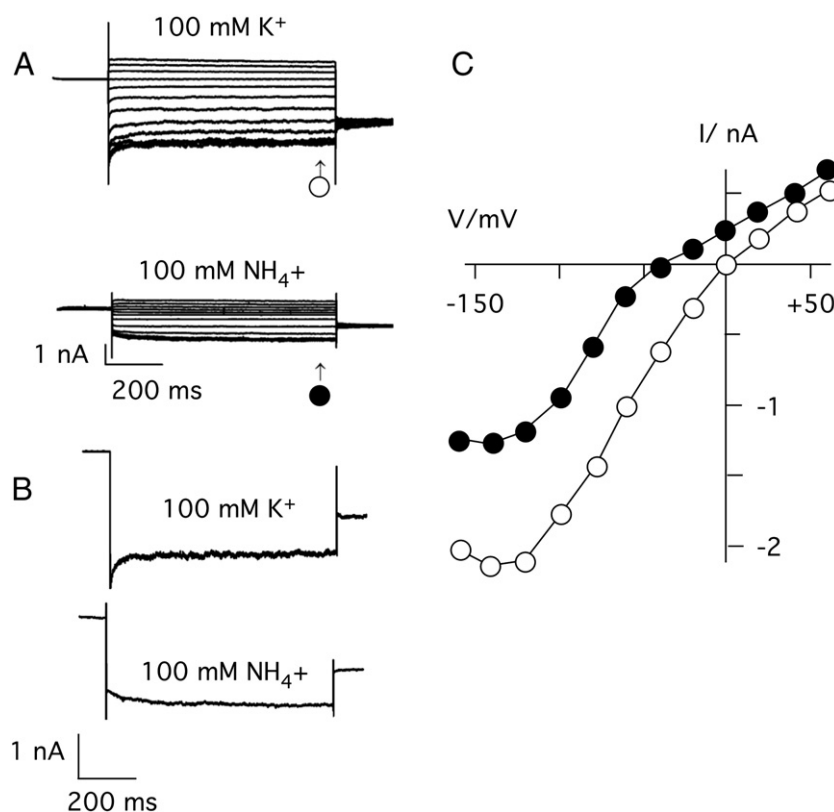 A
100 mM K+
100 mM NH4+
1 nA
200 ms
B
100 mM K+
100 mM NH4+
1 nA
200 ms
C
I/ nA
V/mV
-150
+50
-1
-2